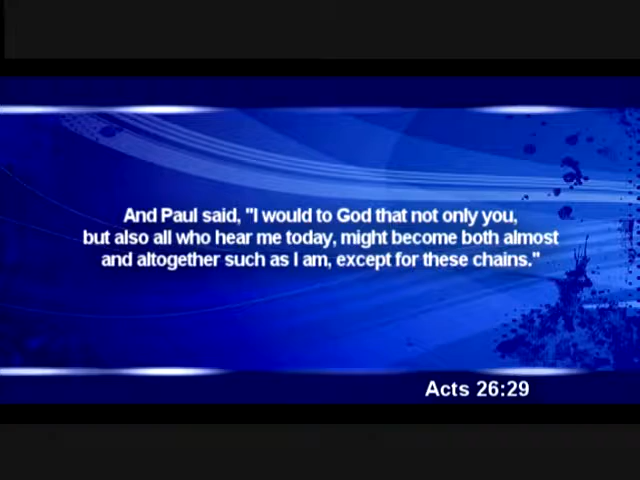 And Paul said, "I would to God that not only you,
but also all who hear me today, might become both almost
and altogether such as I am, except for these chains."
Acts 26:29